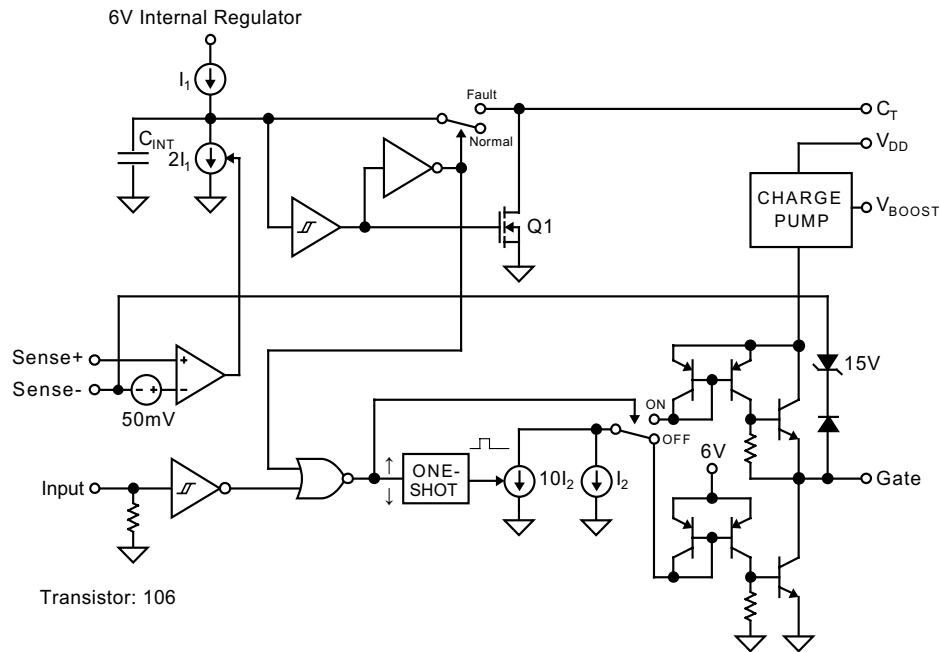 6V Internal Regulator
I1
CINT
2I1
Fault
Normal
CT
VDD
CHARGE
PUMP
VBOOST
Q1
Sense+
Sense-
+
-
- +
50mV
15V
ON
OFF
6V
Input
↑
↓
ONE-
SHOT
10I2
I2
Gate
Transistor: 106